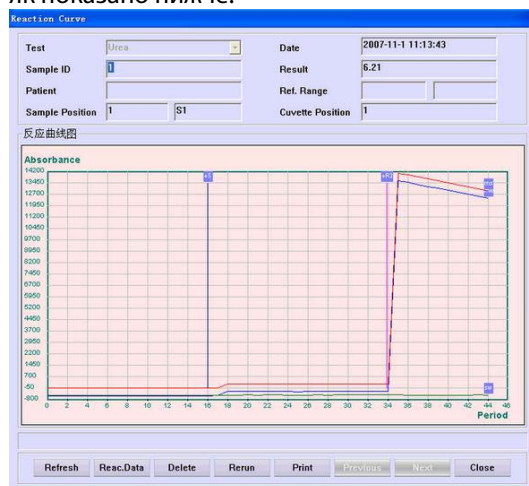 як показано нижче:
Reaction Curve
Test Urea Date 2007-11-1 11:13:43
Sample ID 1 Result 6.21
Patient Ref. Range
Sample Position 1 S1 Cuvette Position 1
反应曲线图
Absorbance
14200
13450
12700
11950
11200
10450
9700
8950
8200
7450
6700
5950
5200
4450
3700
2950
2200
1450
700
-50
-800
+S +R2
0 2 4 6 8 10 12 14 16 18 20 22 24 26 28 30 32 34 36 38 40 42 44 46
Period
Refresh Reac.Data Delete Rerun Print Previous Next Close